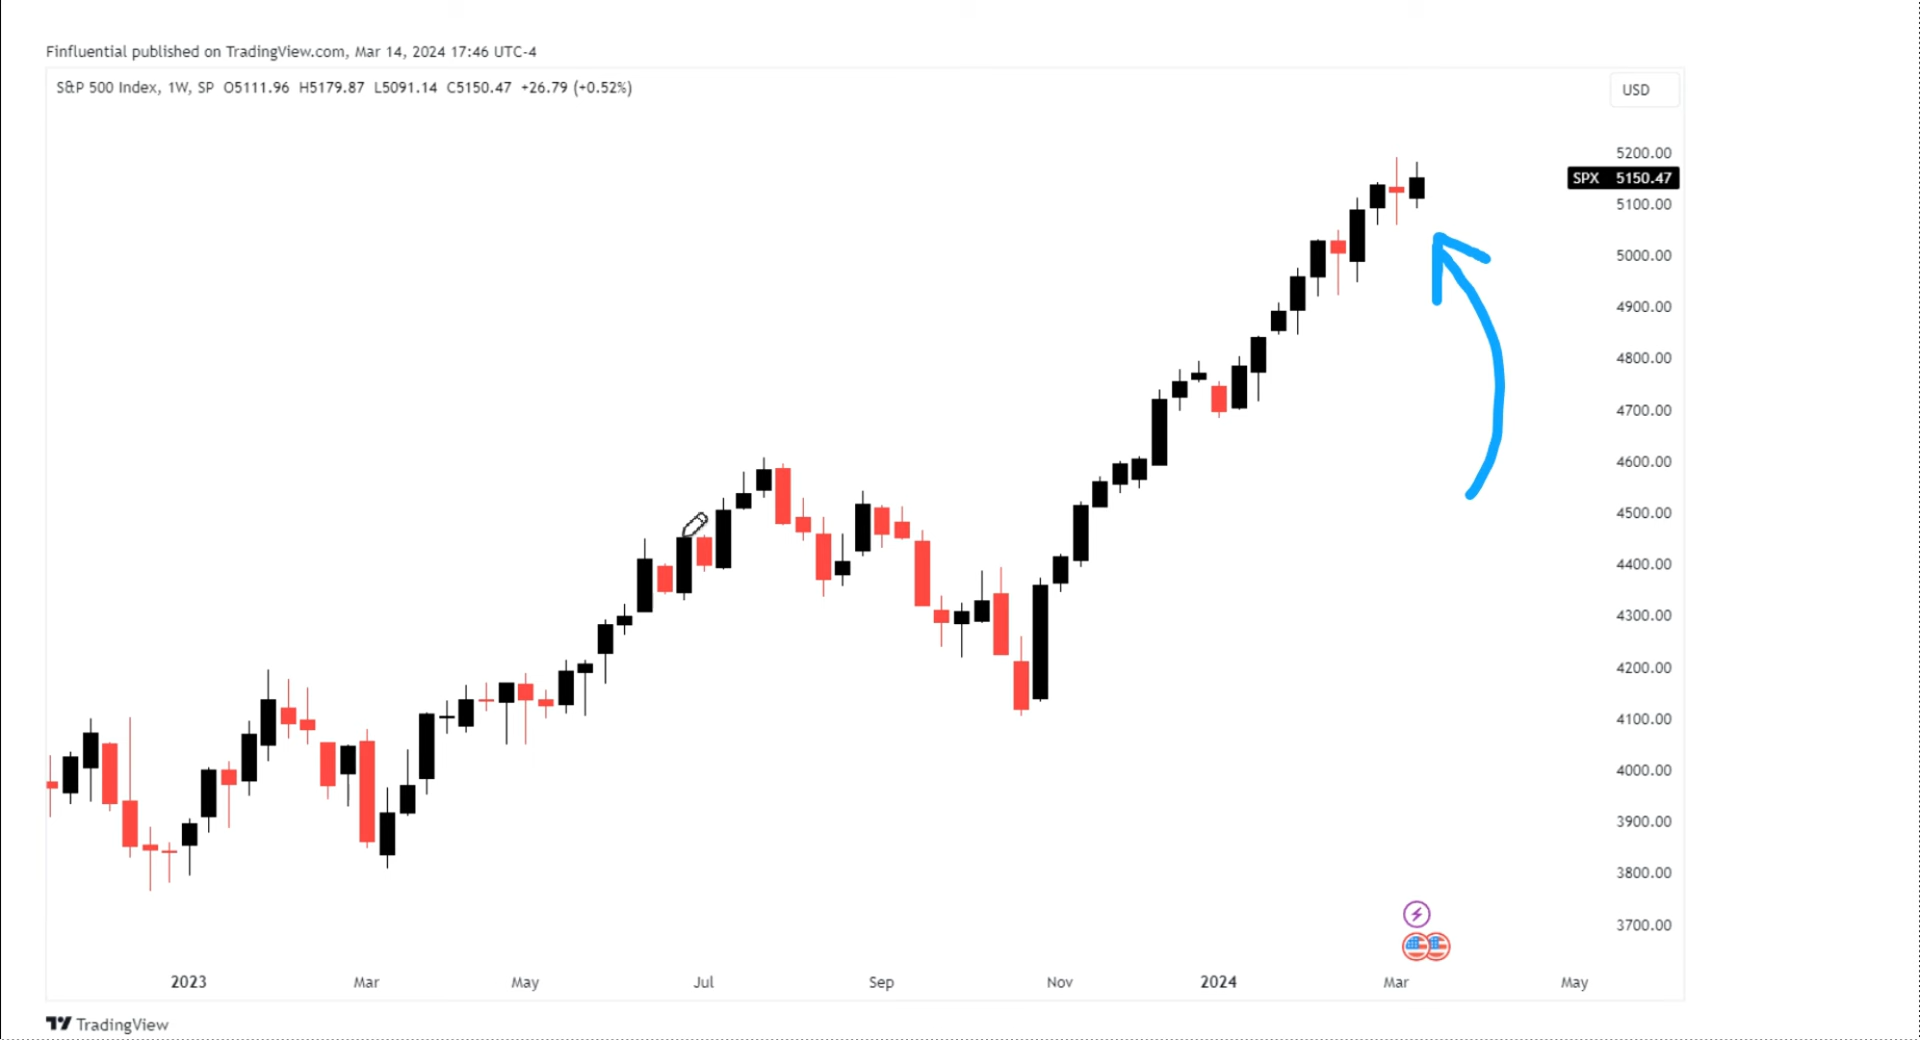 Finfluential published on TradingView.com, Mar 14, 2024 17:46 UTC-4
S&P 500 Index, 1W, SP O5111.96 H5179.87 L5091.14 C5150.47 +26.79 (+0.52%)
USD
5200.00
SPX 5150.47
5100.00
5000.00
4900.00
4800.00
4700.00
4600.00
4500.00
4400.00
4300.00
4200.00
4100.00
4000.00
3900.00
3800.00
3700.00
2023 Mar May Jul Sep Nov 2024 Mar May
TradingView